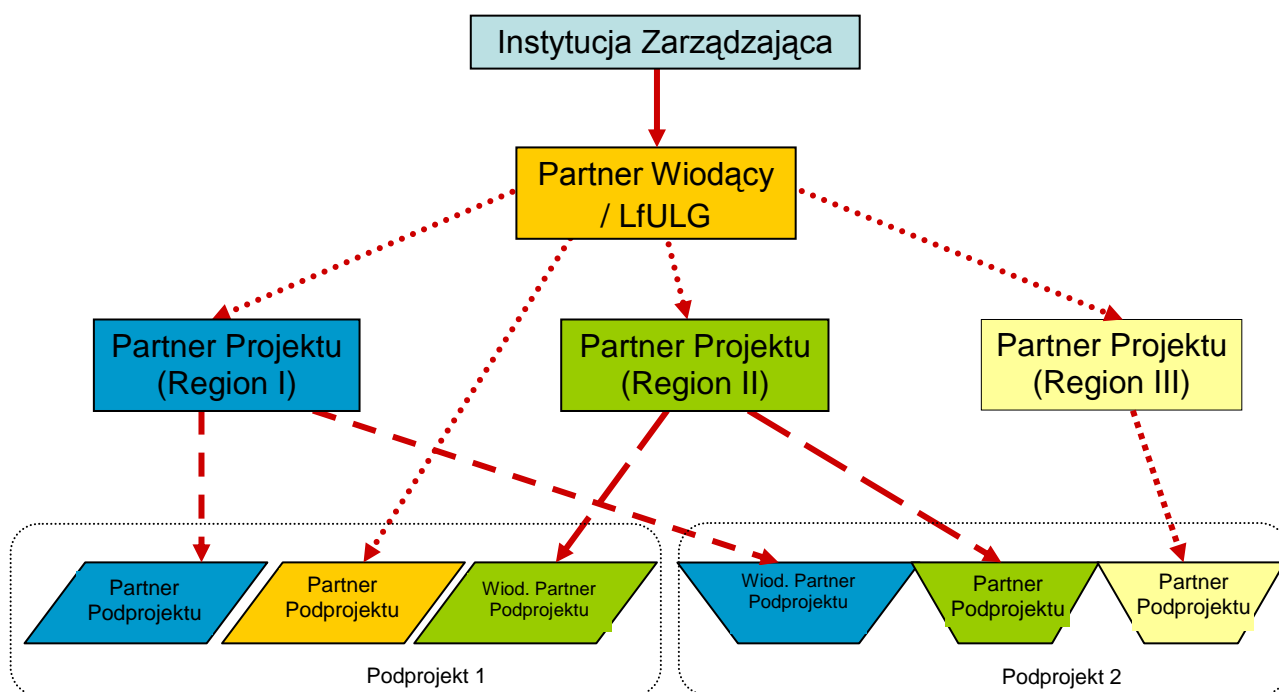 Instytucja Zarządzająca
Partner Wiodący
/ LfULG
Partner Projektu
(Region I)
Partner Projektu
(Region II)
Partner Projektu
(Region III)
Partner
Podprojektu
Partner
Podprojektu
Wiod. Partner
Podprojektu
Wiod. Partner
Podprojektu
Partner
Podprojektu
Partner
Podprojektu
Podprojekt 1
Podprojekt 2